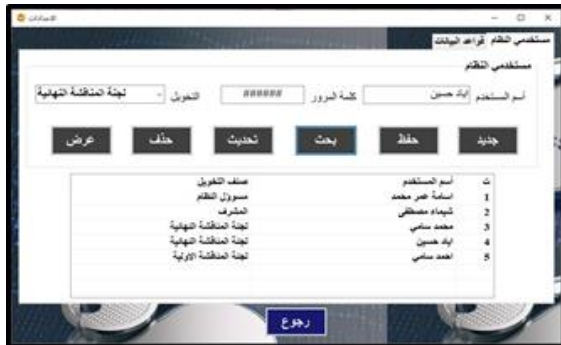 الاعدادات
مستخدمي النظام قواعد البيانات
مستخدمي النظام
أسم المستخدم اياد حسين كلمة المرور ###### التخويل لجنة المناقشة النهائية
جديد حفظ بحث تحديث حذف عرض
ت أسم المستخدم صنف التخويل
1 اسامة عمر محمد مسوؤل النظام
2 شيماء مصطفى المشرف
3 محمد سامي لجنة المناقشة النهائية
4 اياد حسين لجنة المناقشة النهائية
5 احمد سامي لجنة المناقشة الاولية
رجوع